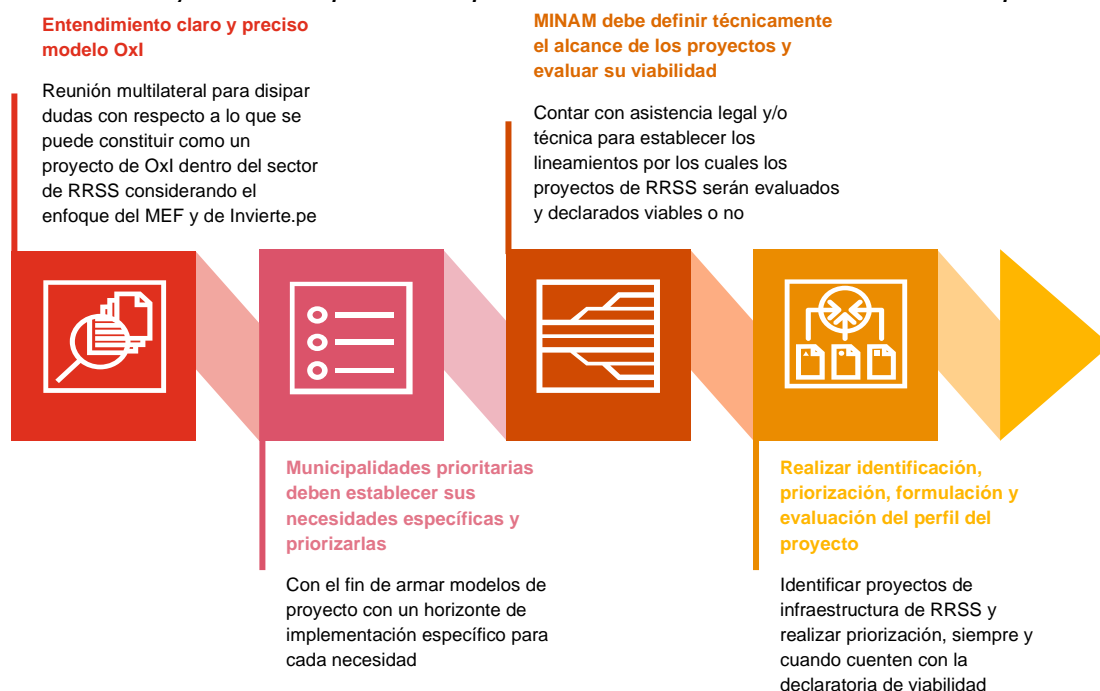 Entendimiento claro y preciso
modelo OxI
Reunión multilateral para disipar
dudas con respecto a lo que se
puede constituir como un
proyecto de OxI dentro del sector
de RRSS considerando el
enfoque del MEF y de Invierte.pe
Municipalidades prioritarias
deben establecer sus
necesidades específicas y
priorizarlas
Con el fin de armar modelos de
proyecto con un horizonte de
implementación específico para
cada necesidad
MINAM debe definir técnicamente
el alcance de los proyectos y
evaluar su viabilidad
Contar con asistencia legal y/o
técnica para establecer los
lineamientos por los cuales los
proyectos de RRSS serán evaluados
y declarados viables o no
Realizar identificación,
priorización, formulación y
evaluación del perfil del
proyecto
Identificar proyectos de
infraestructura de RRSS y
realizar priorización, siempre y
cuando cuenten con la
declaratoria de viabilidad